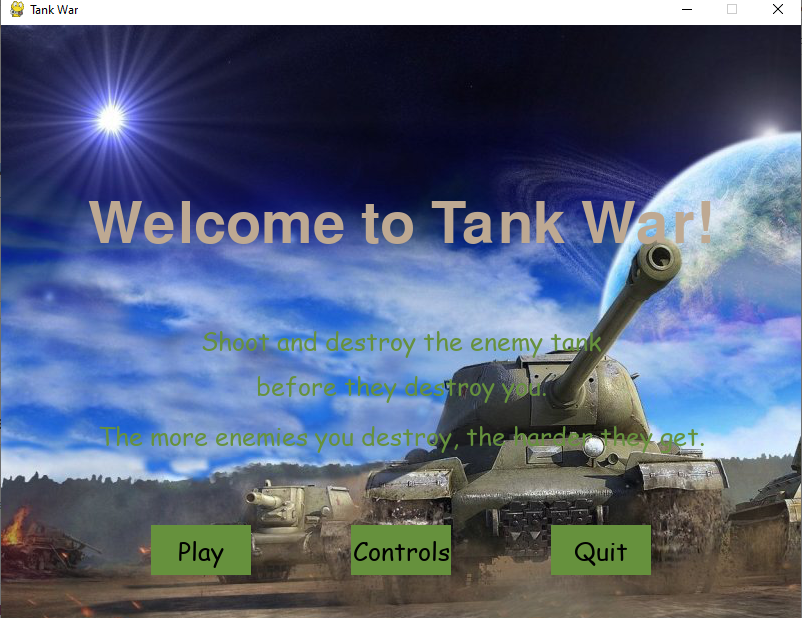 Tank War
Welcome to Tank War!
Shoot and destroy the enemy tank
before they destroy you.
The more enemies you destroy, the harder they get.
Play
Controls
Quit